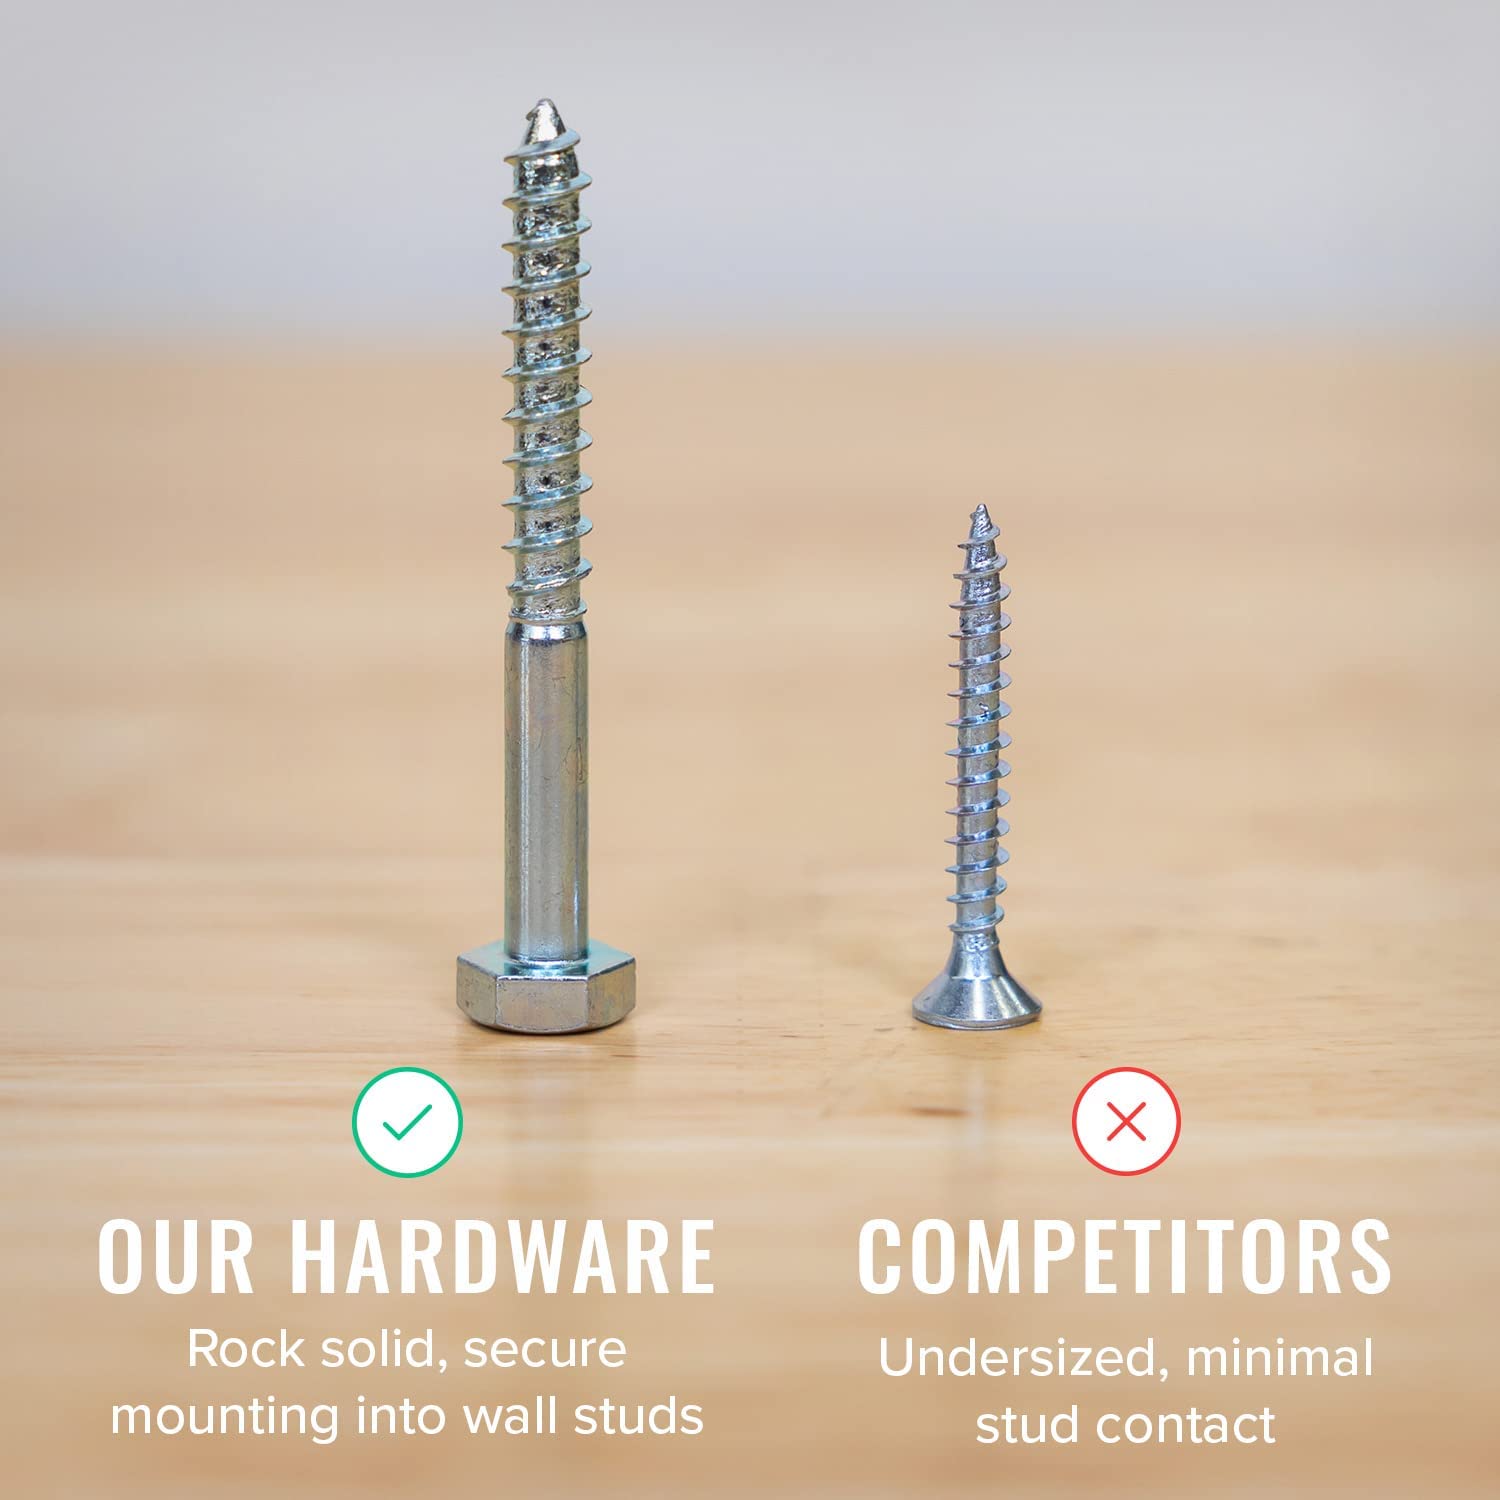 OUR HARDWARE
Rock solid, secure
mounting into wall studs
COMPETITORS
Undersized, minimal
stud contact